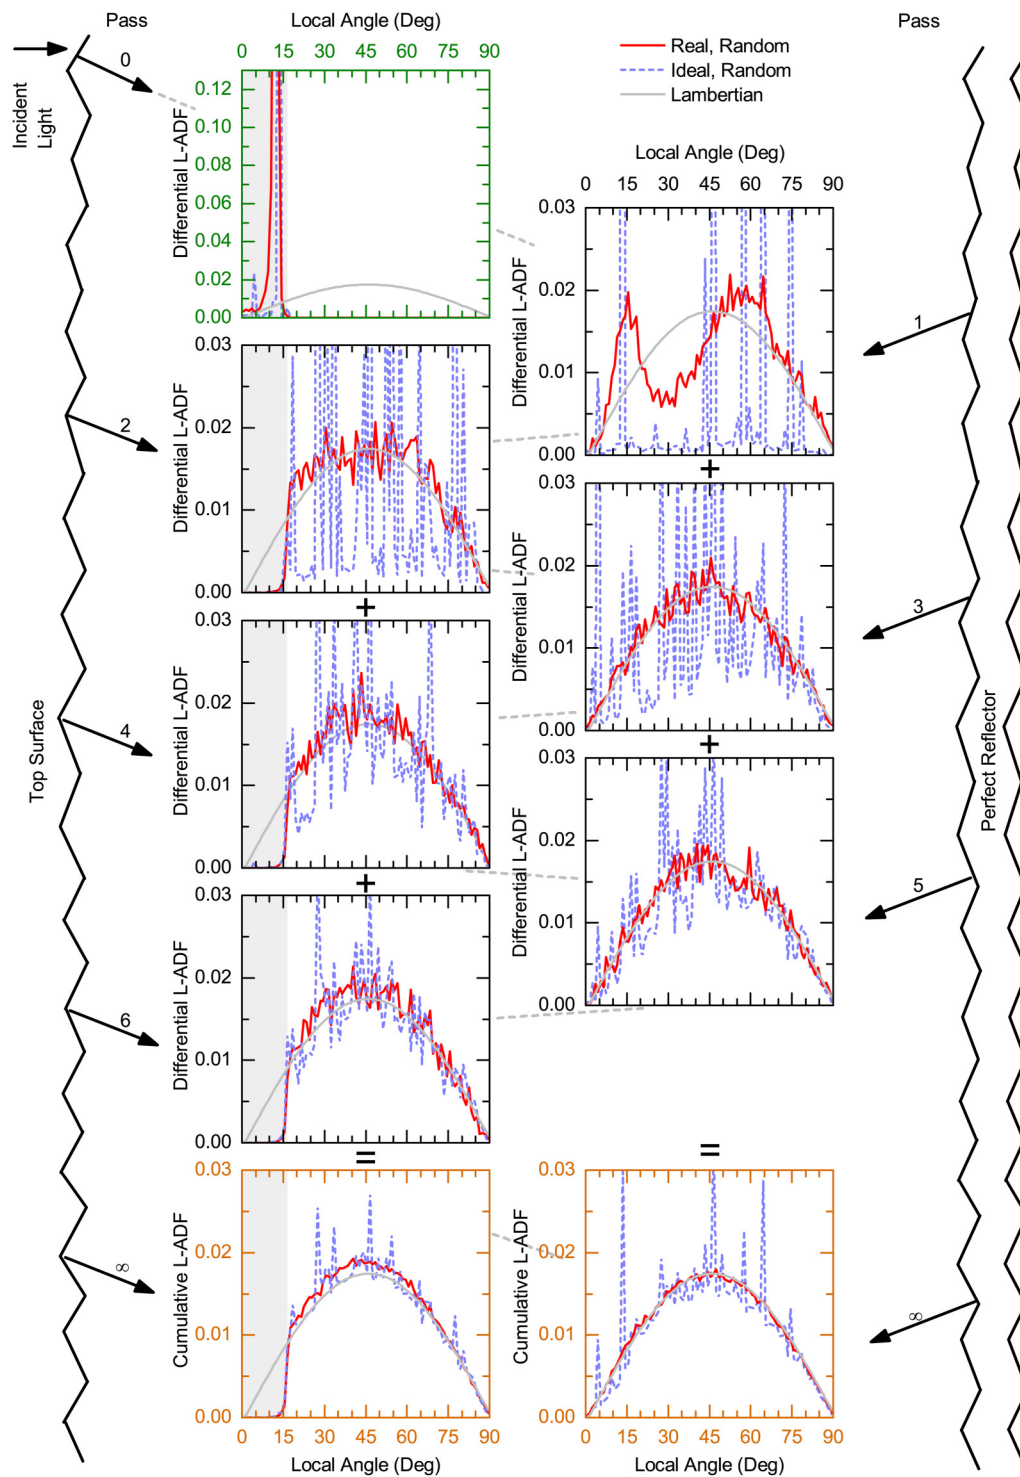 Pass
Local Angle (Deg)
Pass
0 15 30 45 60 75 90
Real, Random
Ideal, Random
Lambertian
Incident
Light
0
Differential L-ADF
0.12
0.10
0.08
0.06
0.04
0.02
0.00
Local Angle (Deg)
0 15 30 45 60 75 90
Differential L-ADF
0.03
0.02
0.01
0.00
1
2
Differential L-ADF
0.03
0.02
0.01
0.00
+
Differential L-ADF
0.03
0.02
0.01
0.00
3
+
Top Surface
4
Differential L-ADF
0.03
0.02
0.01
0.00
+
Differential L-ADF
0.03
0.02
0.01
0.00
5
Perfect Reflector
+
6
Differential L-ADF
0.03
0.02
0.01
0.00
=
=
∞
Cumulative L-ADF
0.03
0.02
0.01
0.00
0 15 30 45 60 75 90
Local Angle (Deg)
Cumulative L-ADF
0.03
0.02
0.01
0.00
0 15 30 45 60 75 90
Local Angle (Deg)
∞